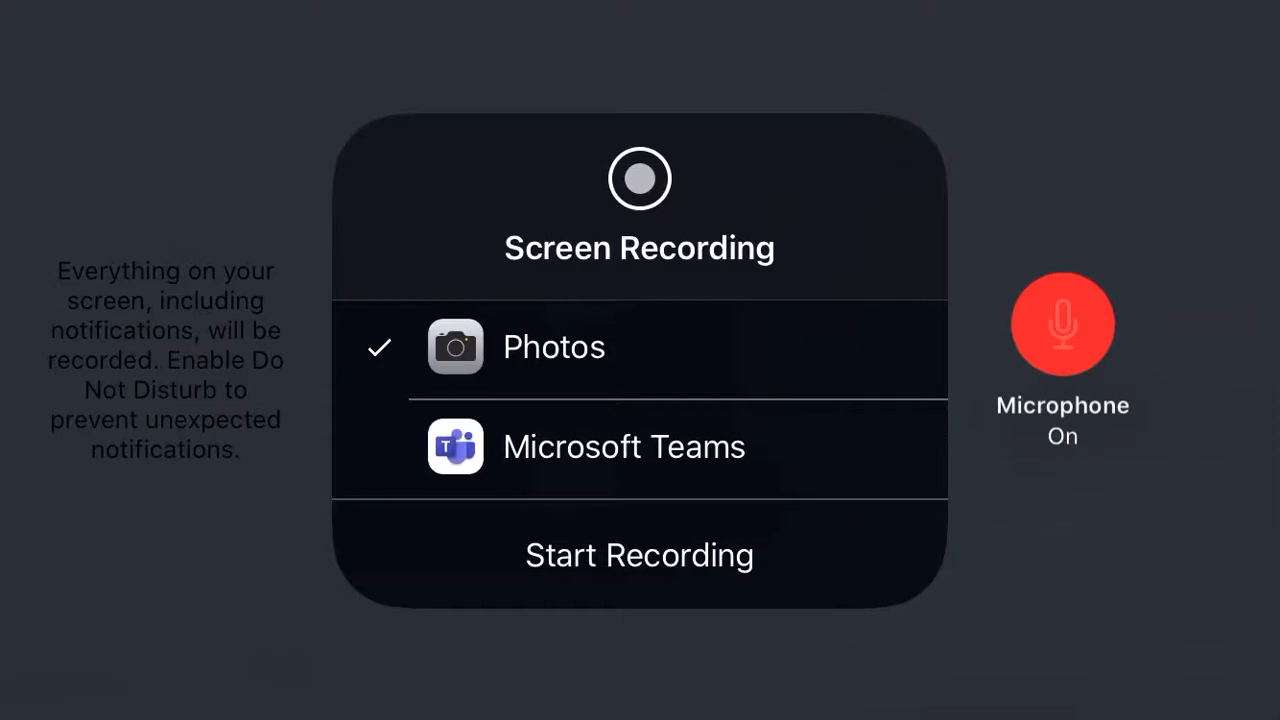 Everything on your
screen, including
notifications, will be
recorded. Enable Do
Not Disturb to
prevent unexpected
notifications.
Screen Recording
Photos
T
Microsoft Teams
Start Recording
Microphone
On